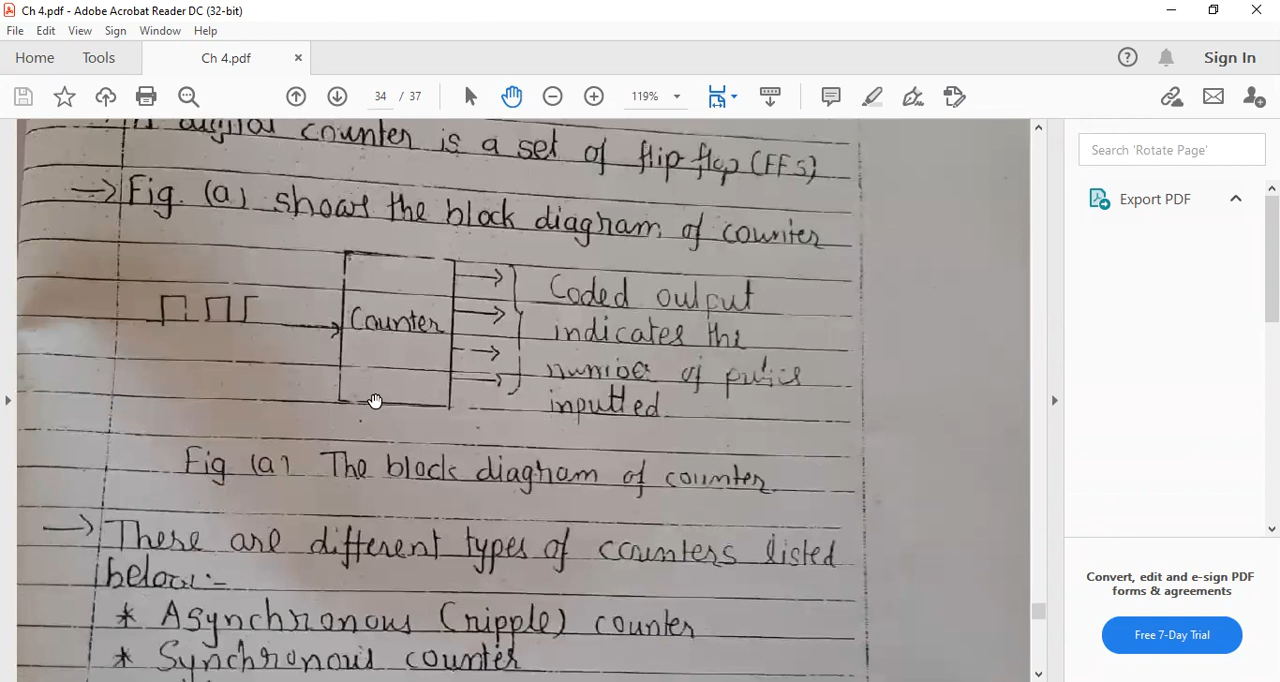 Ch 4.pdf - Adobe Acrobat Reader DC (32-bit)
File Edit View Sign Window Help
Home Tools Ch 4.pdf × Sign In
34 / 37 119%
A digital counter is a set of flip-flop (FFs)
→ Fig. (a) shows the block diagram of counter
Counter
Coded output
indicates the
number of pulses
inputted
Fig (a) The block diagram of counter
→ These are different types of counters listed
below:-
* Asynchronous (ripple) counter
* Synchronous counter
Search 'Rotate Page'
Export PDF
Convert, edit and e-sign PDF
forms & agreements
Free 7-Day Trial